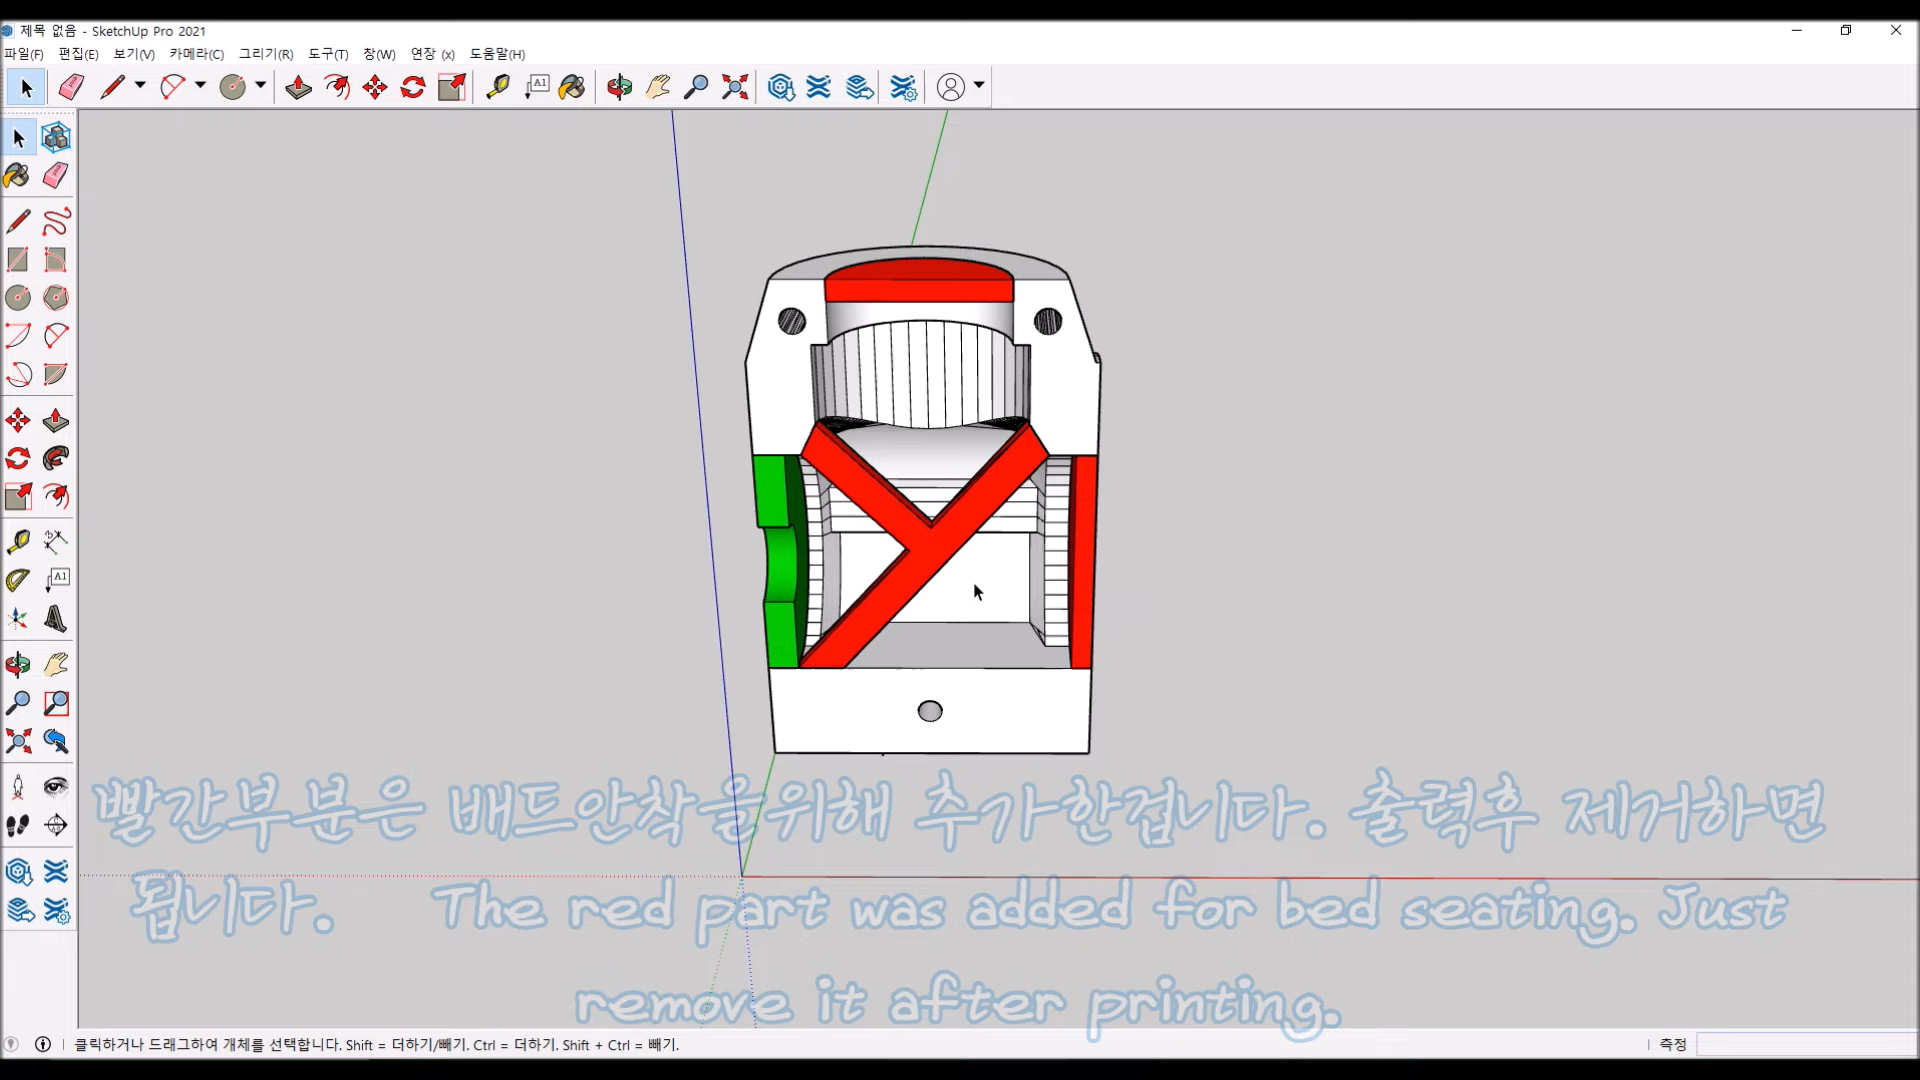 제목 없음 - SketchUp Pro 2021
파일(F) 편집(E) 보기(V) 카메라(C) 그리기(R) 도구(T) 창(W) 연장 (x) 도움말(H)
A1
A1
빨간부분은 배드안착을위해 추가한겁니다. 출력후 제거하면
됩니다. The red part was added for bed seating. Just
remove it after printing.
클릭하거나 드래그하여 개체를 선택합니다. Shift = 더하기/빼기. Ctrl = 더하기. Shift + Ctrl = 빼기.
측정